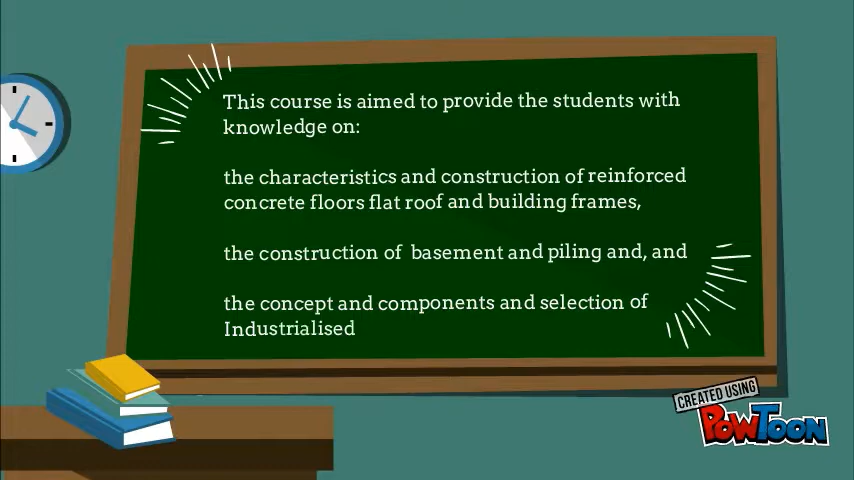 This course is aimed to provide the students with
knowledge on:
the characteristics and construction of reinforced
concrete floors flat roof and building frames,
the construction of  basement and piling and, and
the concept and components and selection of
Industrialised
CREATED USING
POWTOON